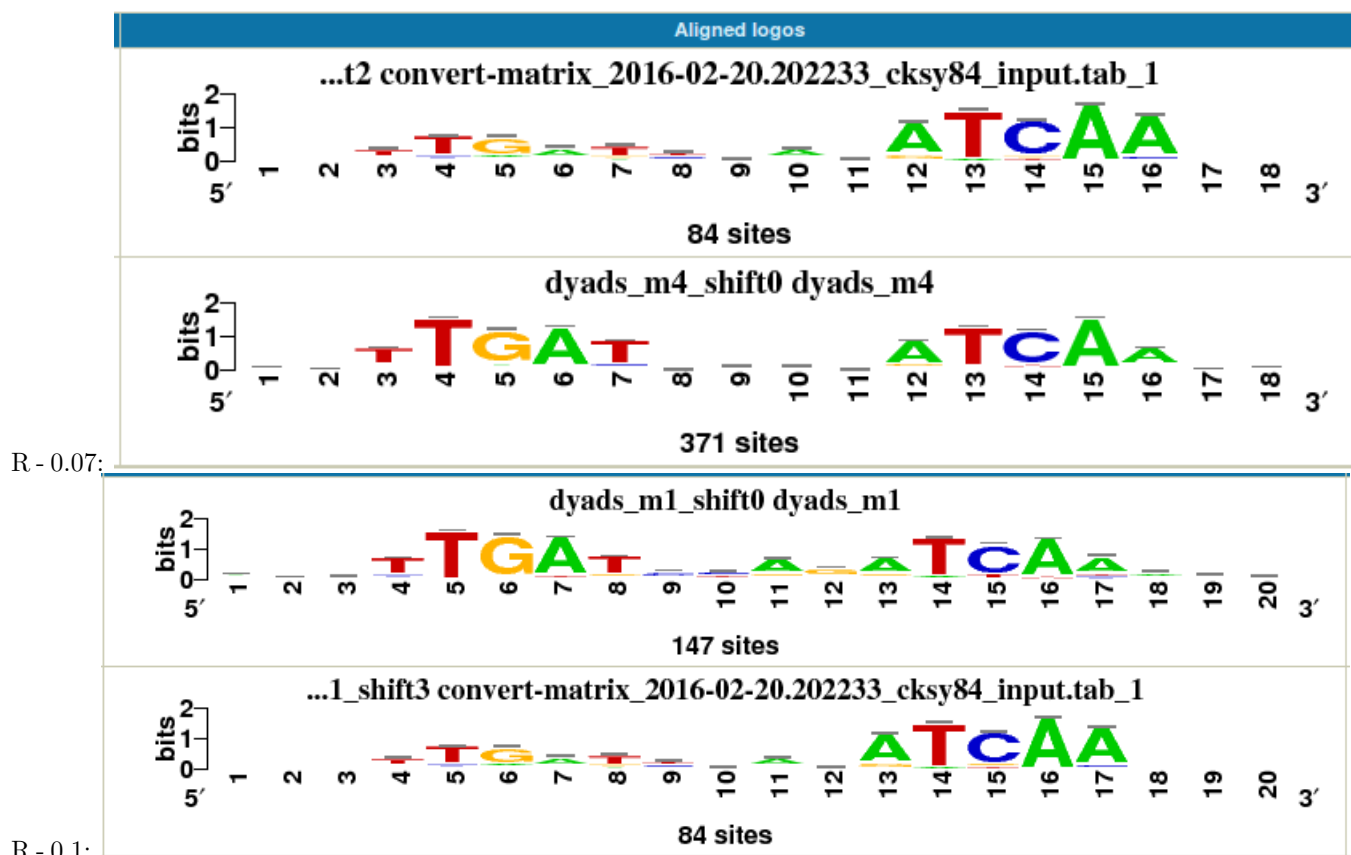 Aligned logos
...t2 convert-matrix_2016-02-20.202233_cksy84_input.tab_1
bits
2
1
0
T T G A T T A A T C A A
5′ 1 2 3 4 5 6 7 8 9 10 11 12 13 14 15 16 17 18 3′
84 sites
dyads_m4_shift0 dyads_m4
bits
2
1
0
T T G A T A T C A A
5′ 1 2 3 4 5 6 7 8 9 10 11 12 13 14 15 16 17 18 3′
371 sites
R - 0.07:
dyads_m1_shift0 dyads_m1
bits
2
1
0
T T G A T A G A T C A A
5′ 1 2 3 4 5 6 7 8 9 10 11 12 13 14 15 16 17 18 19 20 3′
147 sites
...1_shift3 convert-matrix_2016-02-20.202233_cksy84_input.tab_1
bits
2
1
0
T T G A T T A A T C A A
5′ 1 2 3 4 5 6 7 8 9 10 11 12 13 14 15 16 17 18 19 20 3′
84 sites
R - 0.1: